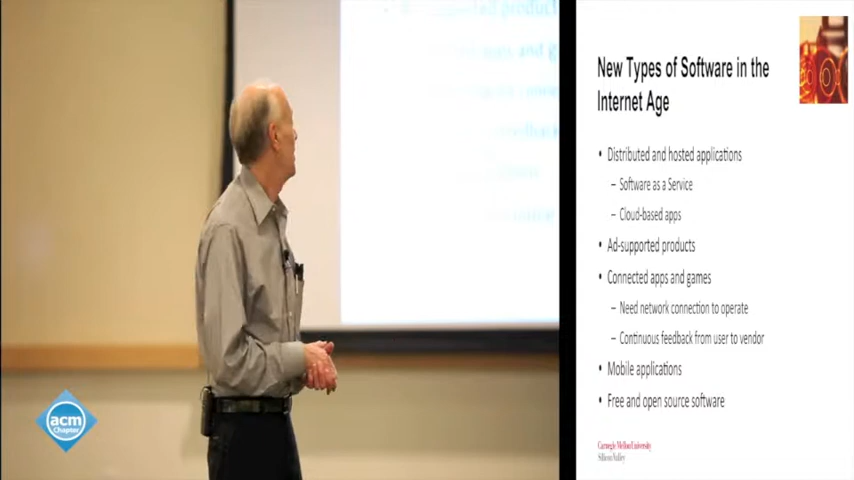 New Types of Software in the
Internet Age
• Distributed and hosted applications
– Software as a Service
– Cloud-based apps
• Ad-supported products
• Connected apps and games
– Need network connection to operate
– Continuous feedback from user to vendor
• Mobile applications
• Free and open source software
Carnegie Mellon University
Silicon Valley
acm
Chapter